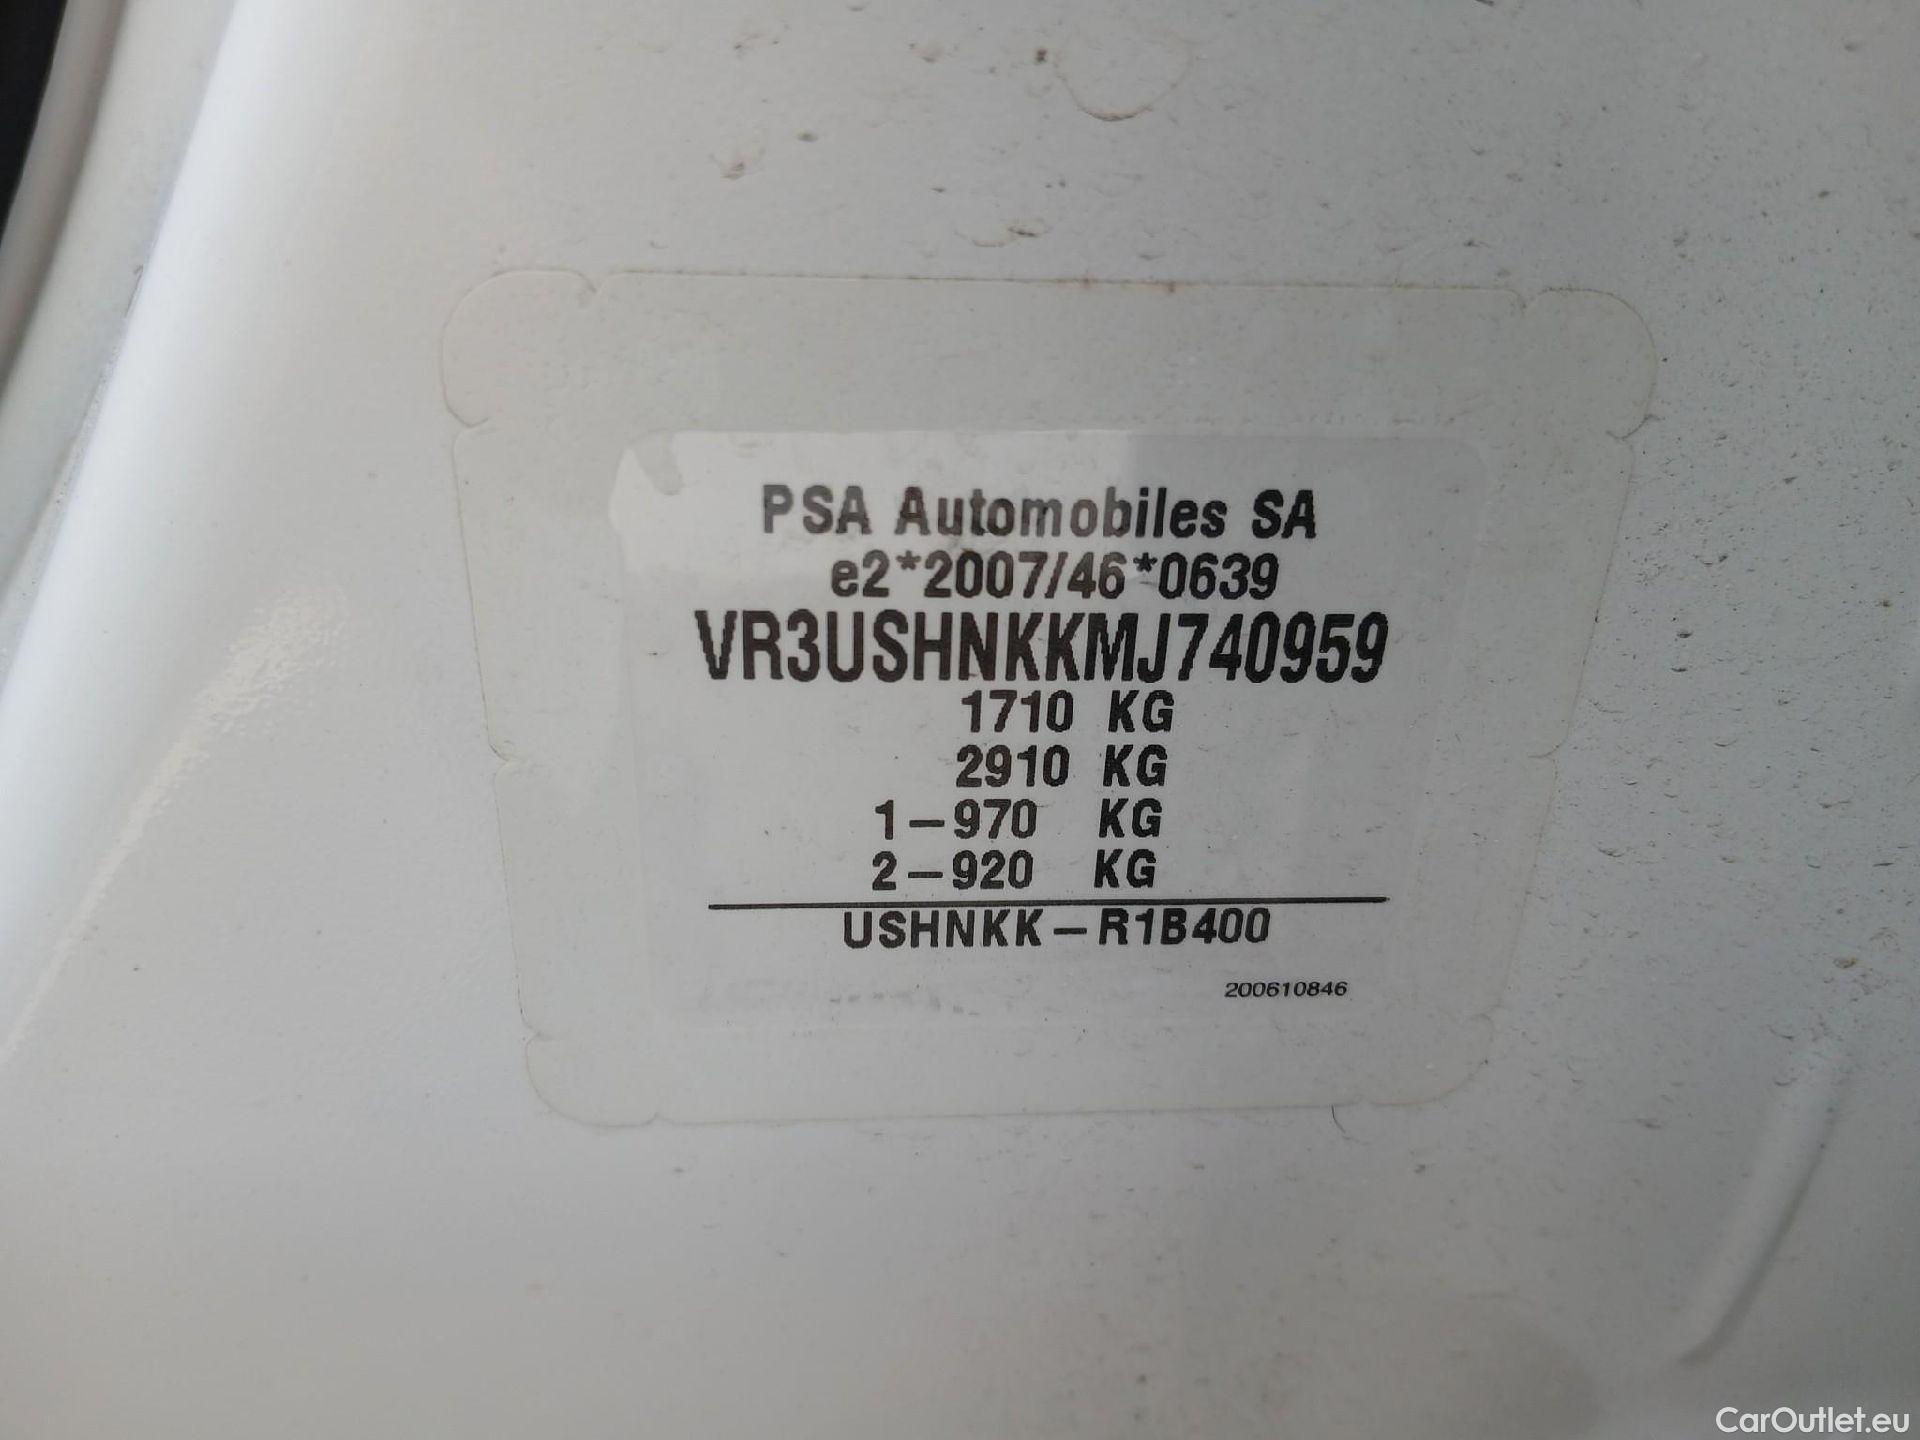 PSA Automobiles SA
e2*2007/46*0639
VR3USHNKKMJ740959
1710 KG
2910 KG
1-970 KG
2-920 KG
USHNKK-R1B400
200610846
CarOutlet.eu